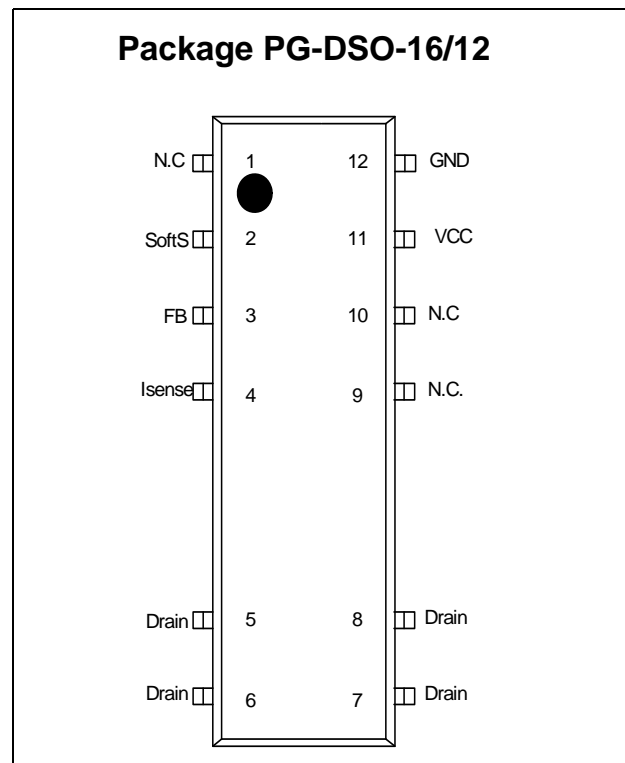 Package PG-DSO-16/12
N.C 1 12 GND
SoftS 2 11 VCC
FB 3 10 N.C
Isense 4 9 N.C.
Drain 5 8 Drain
Drain 6 7 Drain